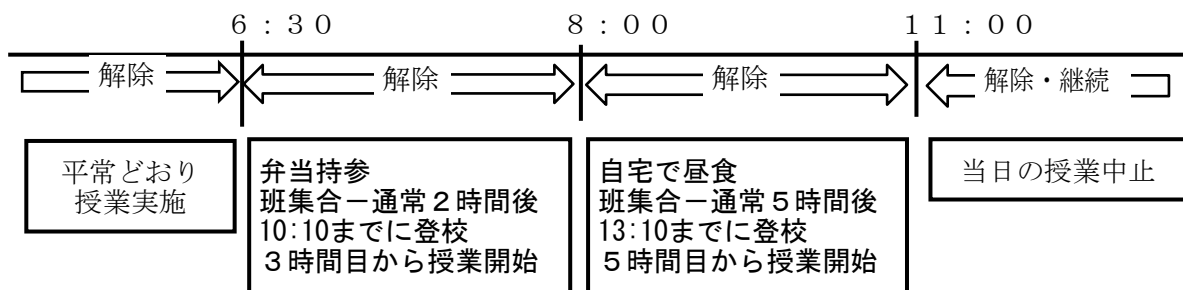 ６：３０
８：００
１１：００
解除
解除
解除
解除・継続
平常どおり
授業実施
弁当持参
班集合－通常２時間後
10:10までに登校
３時間目から授業開始
自宅で昼食
班集合－通常５時間後
13:10までに登校
５時間目から授業開始
当日の授業中止